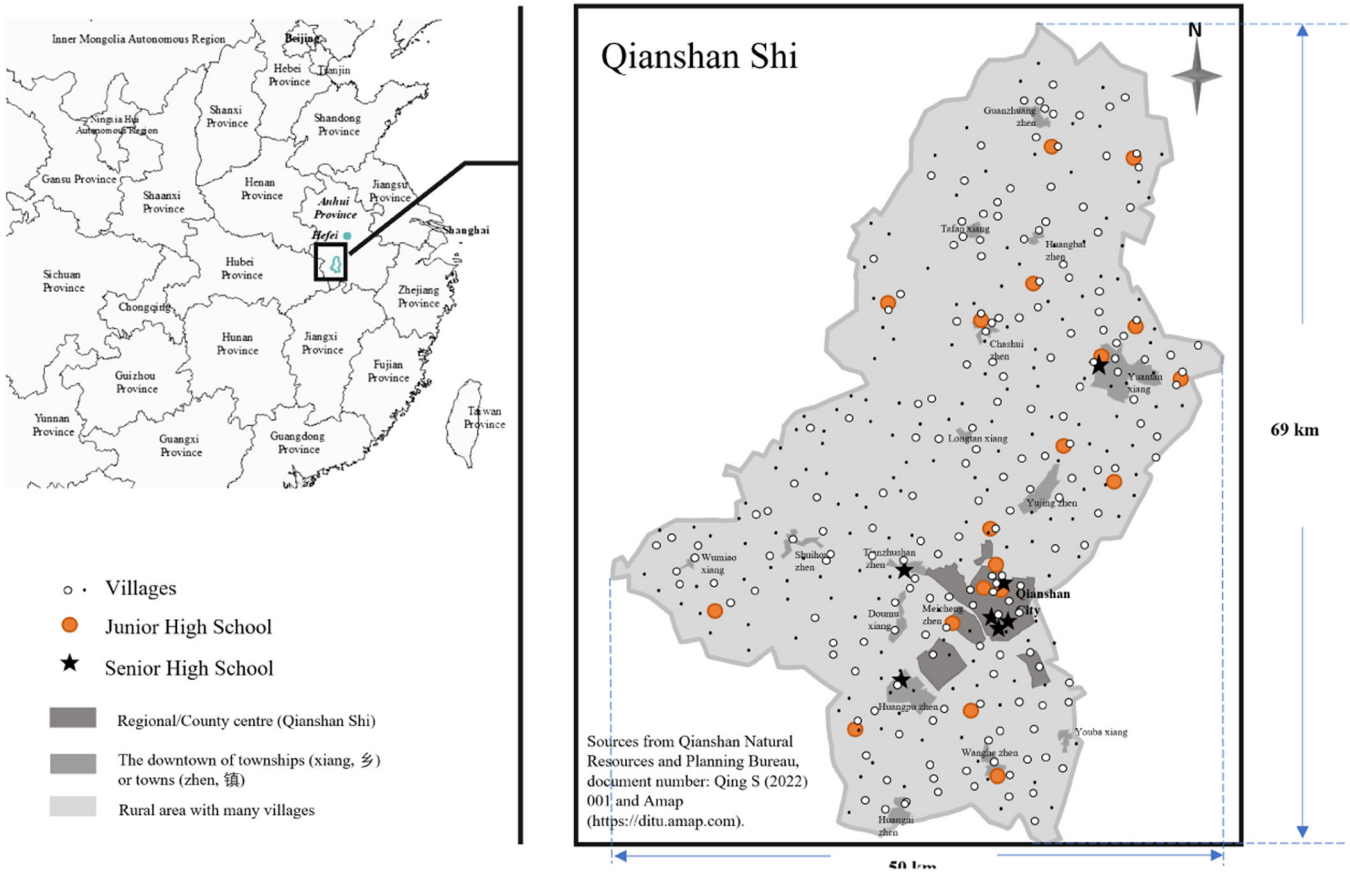 Inner Mongolia Autonomous Region
Beijing
Hebei
Province
Tianjin
Shanxi
Province
Shandong
Province
Ningxia Hui
Autonomous Region
Gansu Province
Shaanxi
Province
Henan
Province
Jiangsu
Province
Anhui
Province
Hefei
Shanghai
Sichuan
Province
Hubei
Province
Chongqing
Zhejiang
Province
Hunan
Province
Jiangxi
Province
Fujian
Province
Guizhou
Province
Yunnan
Province
Guangxi
Province
Guangdong
Province
Taiwan
Province
Villages
Junior High School
Senior High School
Regional/County centre (Qianshan Shi)
The downtown of townships (xiang, 乡)
or towns (zhen, 镇)
Rural area with many villages
Qianshan Shi
N
Guanzhuang
zhen
Tafan xiang
Huangbai
zhen
Chashui
zhen
Yuantan
xiang
Longtan xiang
Yujing zhen
Wumiao
xiang
Shuihou
zhen
Tianzhushan
zhen
Qianshan
City
Doumu
xiang
Meicheng
zhen
Huangpu zhen
Youba xiang
Wanghe zhen
Huangni
zhen
Sources from Qianshan Natural
Resources and Planning Bureau,
document number: Qing S (2022)
001 and Amap
(https://ditu.amap.com).
69 km
50 km